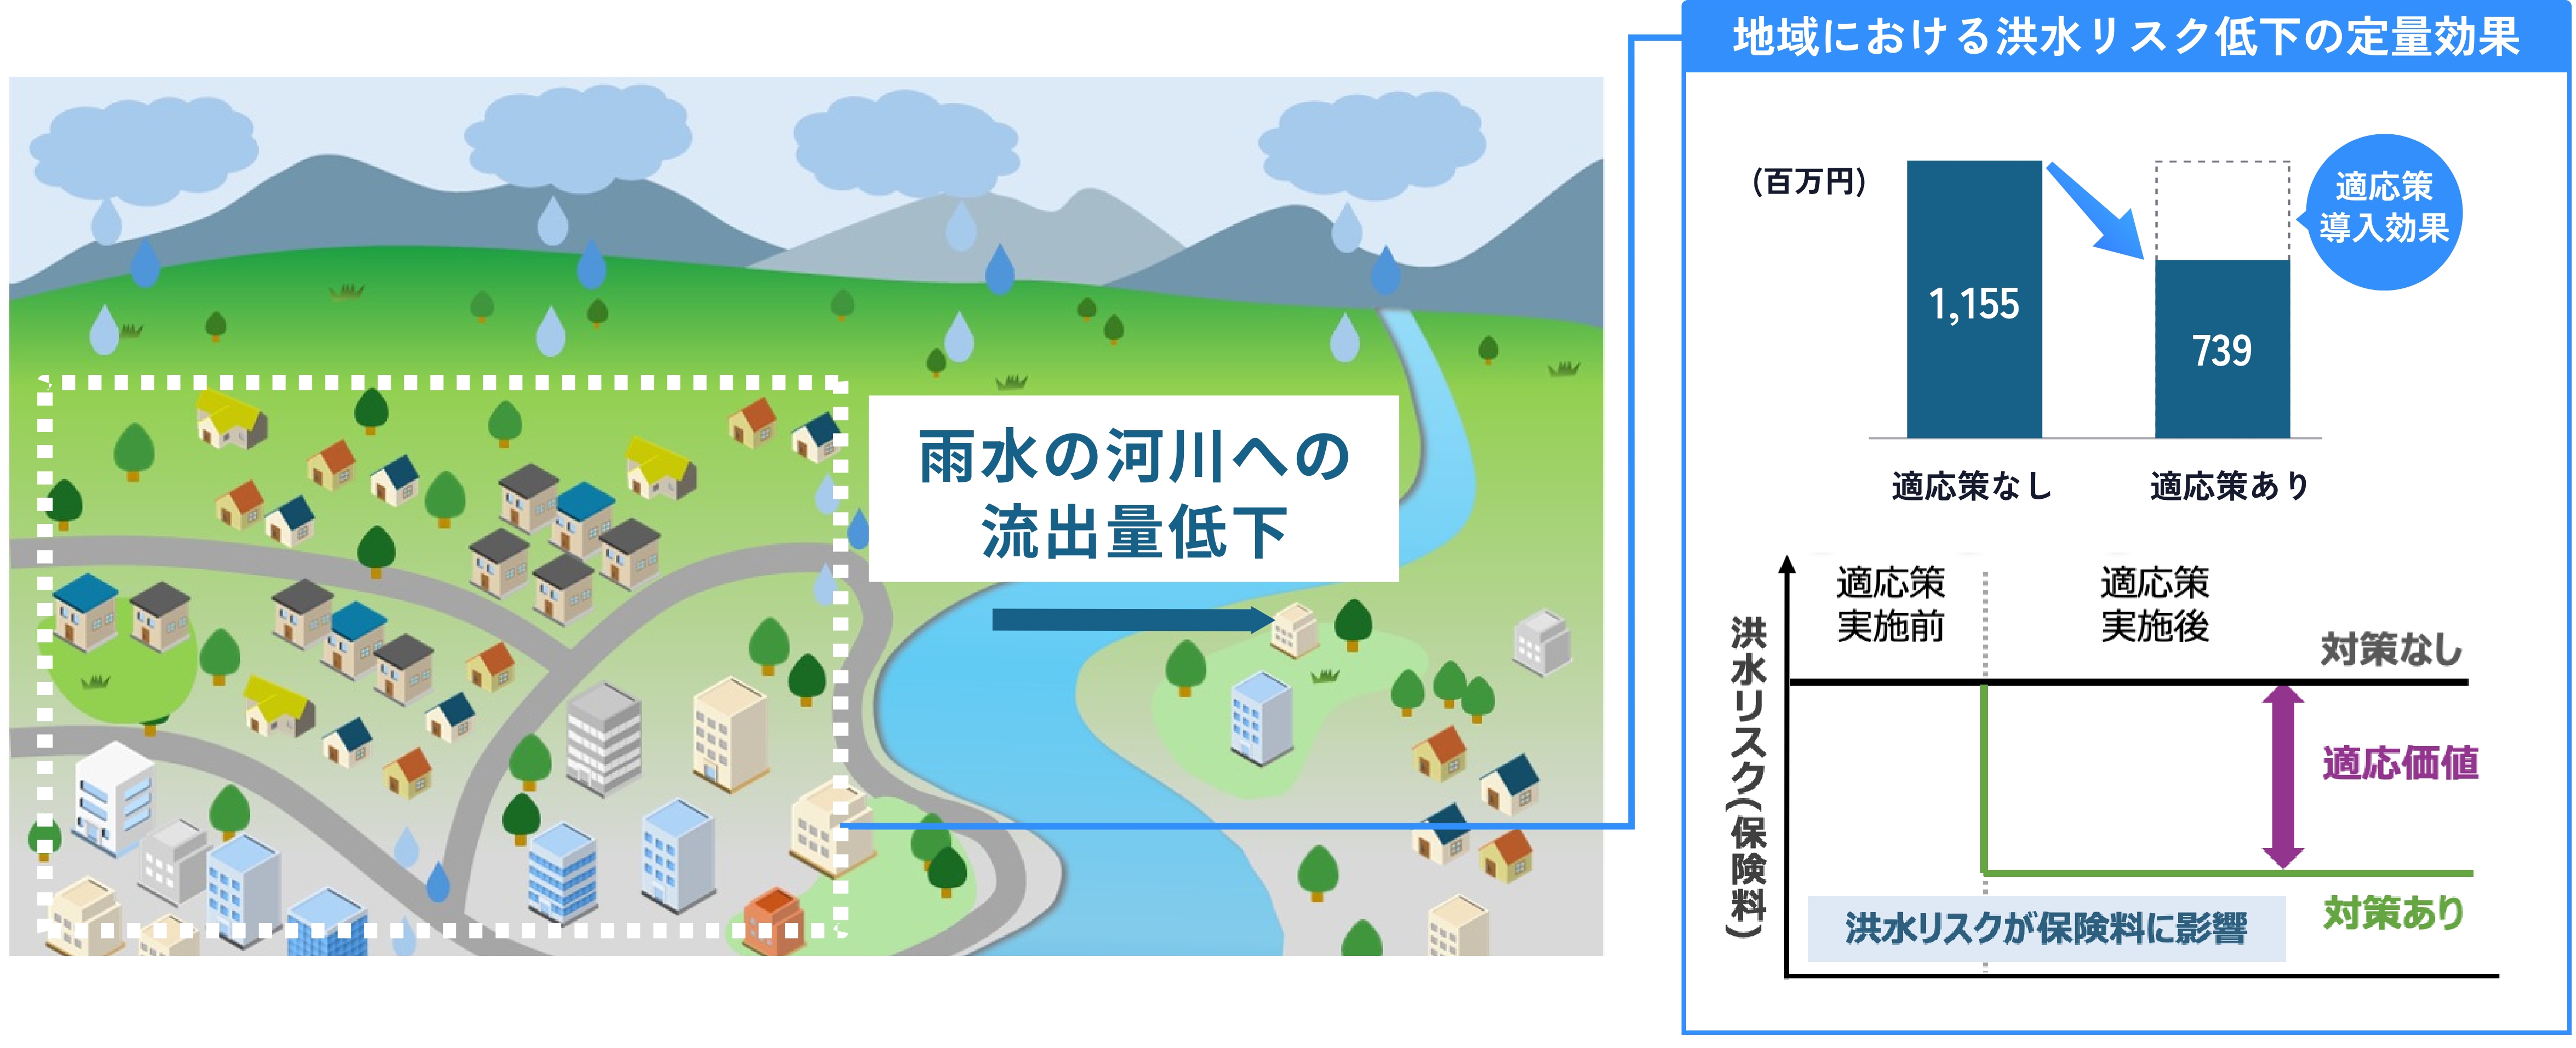 地域における洪水リスク低下の定量効果
(百万円)
適応策
導入効果
1,155
739
適応策なし
適応策あり
雨水の河川への
流出量低下
適応策
実施前
適応策
実施後
洪水リスク(保険料)
対策なし
適応価値
対策あり
洪水リスクが保険料に影響